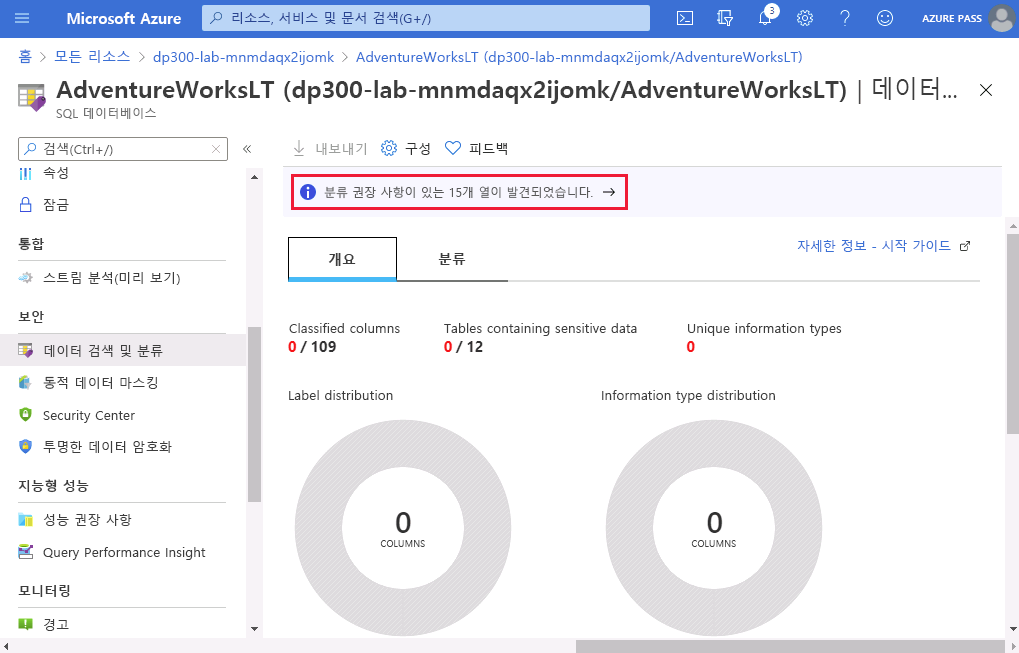 Microsoft Azure
리소스, 서비스 및 문서 검색(G+/)
3
AZURE PASS
홈 > 모든 리소스 > dp300-lab-mnmdaqx2ijomk > AdventureWorksLT (dp300-lab-mnmdaqx2ijomk/AdventureWorksLT)
AdventureWorksLT (dp300-lab-mnmdaqx2ijomk/AdventureWorksLT) | 데이터...
SQL 데이터베이스
검색(Ctrl+/)
속성
잠금
통합
스트림 분석(미리 보기)
보안
데이터 검색 및 분류
동적 데이터 마스킹
Security Center
투명한 데이터 암호화
지능형 성능
성능 권장 사항
Query Performance Insight
모니터링
경고
내보내기 구성 피드백
분류 권장 사항이 있는 15개 열이 발견되었습니다. →
개요 분류
자세한 정보 - 시작 가이드
Classified columns
0 / 109
Tables containing sensitive data
0 / 12
Unique information types
0
Label distribution
0
COLUMNS
Information type distribution
0
COLUMNS